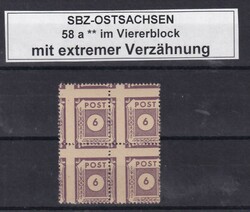 SBZ-OSTSACHSEN
58 a ** im Viererblock
mit extremer Verzähnung
POST POST
6 6
POST POST
6 6